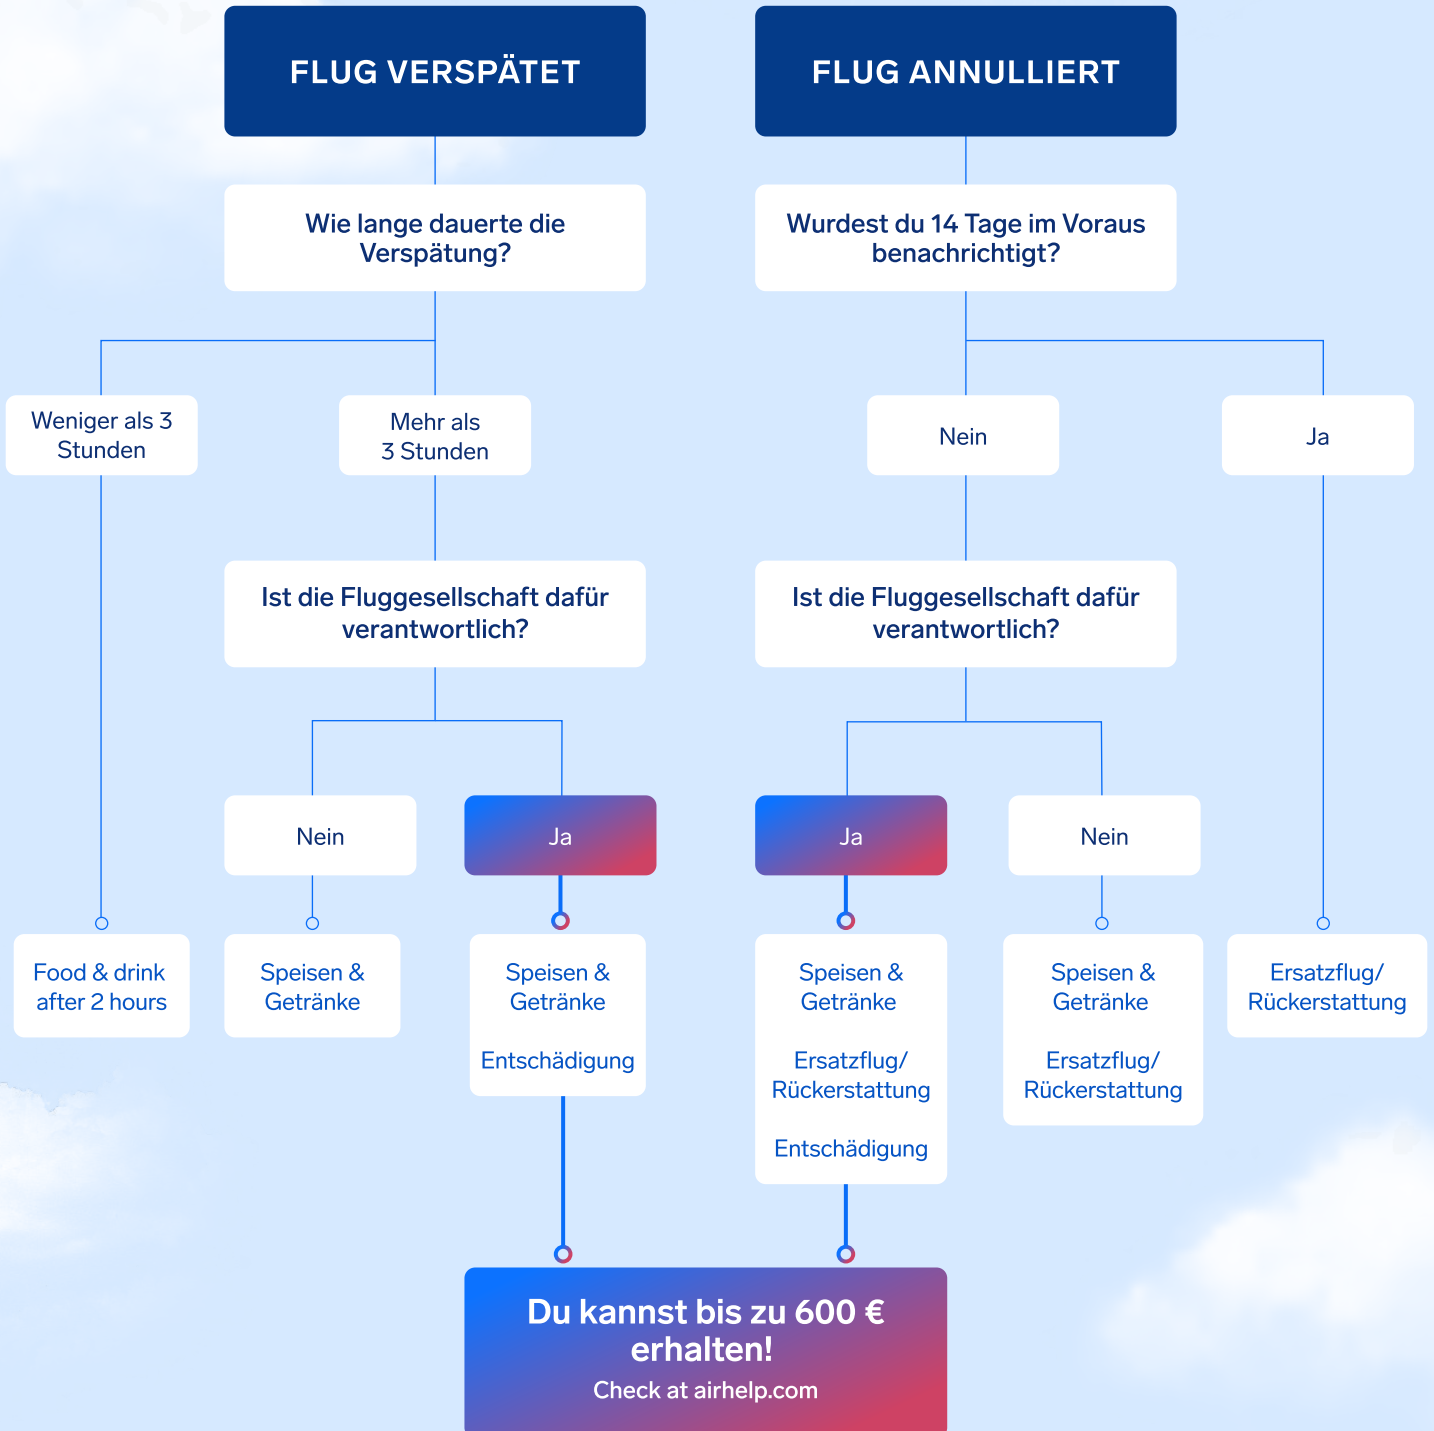 FLUG VERSPÄTET
FLUG ANNULLIERT
Wie lange dauerte die
Verspätung?
Wurdest du 14 Tage im Voraus
benachrichtigt?
Weniger als 3
Stunden
Mehr als
3 Stunden
Nein
Ja
Ist die Fluggesellschaft dafür
verantwortlich?
Ist die Fluggesellschaft dafür
verantwortlich?
Nein
Ja
Ja
Nein
Food & drink
after 2 hours
Speisen &
Getränke
Speisen &
Getränke
Entschädigung
Speisen &
Getränke
Ersatzflug/
Rückerstattung
Entschädigung
Speisen &
Getränke
Ersatzflug/
Rückerstattung
Ersatzflug/
Rückerstattung
Du kannst bis zu 600 €
erhalten!
Check at airhelp.com